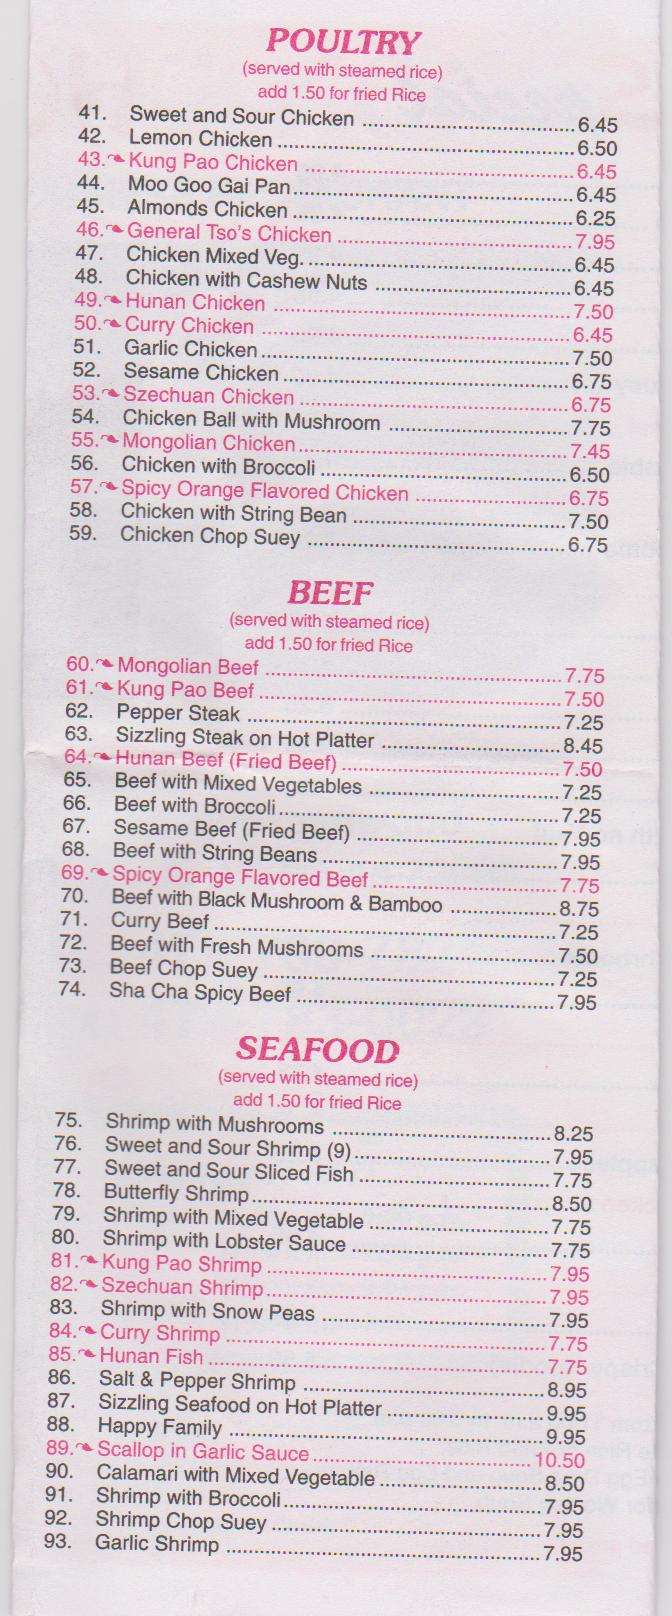 POULTRY
(served with steamed rice)
add 1.50 for fried Rice
41. Sweet and Sour Chicken 6.45
42. Lemon Chicken 6.50
43. Kung Pao Chicken 6.45
44. Moo Goo Gai Pan 6.45
45. Almonds Chicken 6.25
46. General Tso's Chicken 7.95
47. Chicken Mixed Veg. 6.45
48. Chicken with Cashew Nuts 6.45
49. Hunan Chicken 7.50
50. Curry Chicken 6.45
51. Garlic Chicken 7.50
52. Sesame Chicken 6.75
53. Szechuan Chicken 6.75
54. Chicken Ball with Mushroom 7.75
55. Mongolian Chicken 7.45
56. Chicken with Broccoli 6.50
57. Spicy Orange Flavored Chicken 6.75
58. Chicken with String Bean 7.50
59. Chicken Chop Suey 6.75
BEEF
(served with steamed rice)
add 1.50 for fried Rice
60. Mongolian Beef 7.75
61. Kung Pao Beef 7.50
62. Pepper Steak 7.25
63. Sizzling Steak on Hot Platter 8.45
64. Hunan Beef (Fried Beef) 7.50
65. Beef with Mixed Vegetables 7.25
66. Beef with Broccoli 7.25
67. Sesame Beef (Fried Beef) 7.95
68. Beef with String Beans 7.95
69. Spicy Orange Flavored Beef 7.75
70. Beef with Black Mushroom & Bamboo 8.75
71. Curry Beef 7.25
72. Beef with Fresh Mushrooms 7.50
73. Beef Chop Suey 7.25
74. Sha Cha Spicy Beef 7.95
SEAFOOD
(served with steamed rice)
add 1.50 for fried Rice
75. Shrimp with Mushrooms 8.25
76. Sweet and Sour Shrimp (9) 7.95
77. Sweet and Sour Sliced Fish 7.75
78. Butterfly Shrimp 8.50
79. Shrimp with Mixed Vegetable 7.75
80. Shrimp with Lobster Sauce 7.75
81. Kung Pao Shrimp 7.95
82. Szechuan Shrimp 7.95
83. Shrimp with Snow Peas 7.95
84. Curry Shrimp 7.75
85. Hunan Fish 7.75
86. Salt & Pepper Shrimp 8.95
87. Sizzling Seafood on Hot Platter 9.95
88. Happy Family 9.95
89. Scallop in Garlic Sauce 10.50
90. Calamari with Mixed Vegetable 8.50
91. Shrimp with Broccoli 7.95
92. Shrimp Chop Suey 7.95
93. Garlic Shrimp 7.95